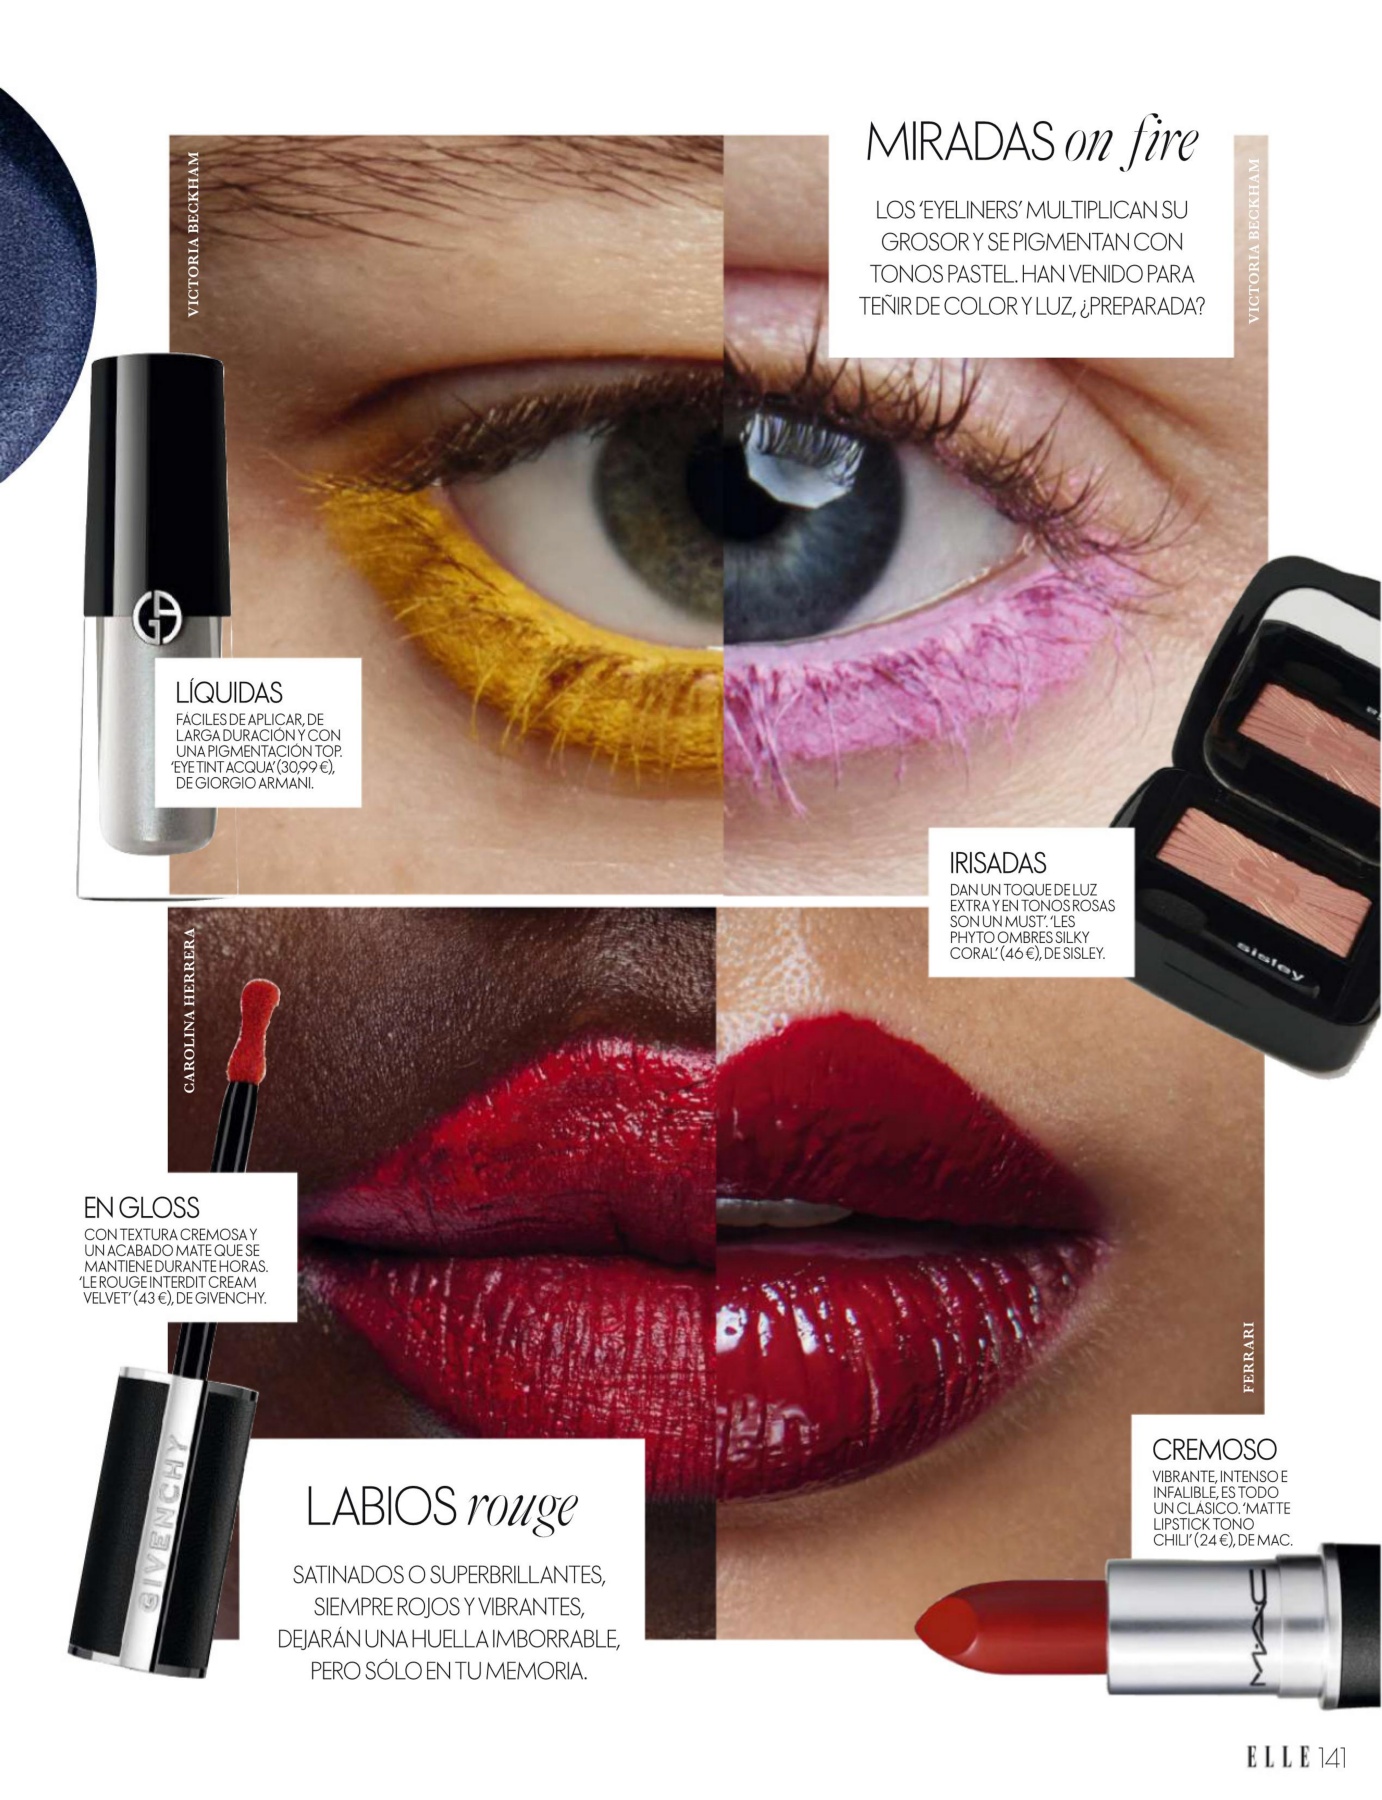 MIRADAS on fire
LOS ‘EYELINERS’ MULTIPLICAN SU
GROSOR Y SE PIGMENTAN CON
TONOS PASTEL. HAN VENIDO PARA
TEÑIR DE COLOR Y LUZ, ¿PREPARADA?
VICTORIA BECKHAM
VICTORIA BECKHAM
LÍQUIDAS
FÁCILES DE APLICAR, DE
LARGA DURACIÓN Y CON
UNA PIGMENTACIÓN TOP.
‘EYE TINT ACQUA’ (30,99 €),
DE GIORGIO ARMANI.
GA
IRISADAS
DAN UN TOQUE DE LUZ
EXTRA Y EN TONOS ROSAS
SON UN MUST’. ‘LES
PHYTO OMBRES SILKY
CORAL’ (46 €), DE SISLEY.
sisley
CAROLINA HERRERA
EN GLOSS
CON TEXTURA CREMOSA Y
UN ACABADO MATE QUE SE
MANTIENE DURANTE HORAS.
‘LE ROUGE INTERDIT CREAM
VELVET’ (43 €), DE GIVENCHY.
GIVENCHY
FERRARI
LABIOS rouge
SATINADOS O SUPERBRILLANTES,
SIEMPRE ROJOS Y VIBRANTES,
DEJARÁN UNA HUELLA IMBORRABLE,
PERO SÓLO EN TU MEMORIA.
CREMOSO
VIBRANTE, INTENSO E
INFALIBLE, ES TODO
UN CLÁSICO. ‘MATTE
LIPSTICK TONO
CHILI’ (24 €), DE MAC.
MAC
ELLE 141